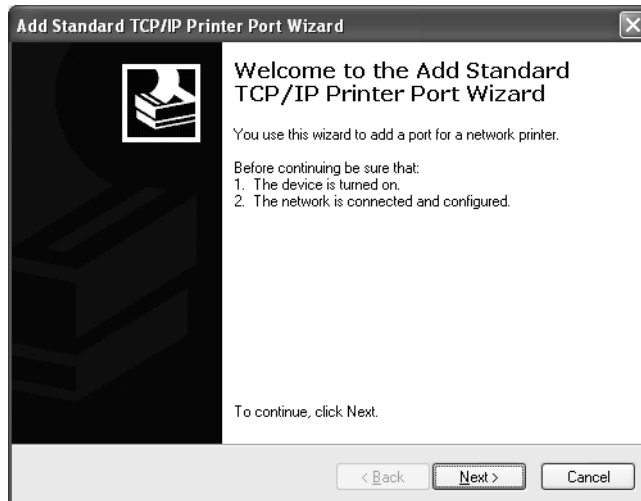 Add Standard TCP/IP Printer Port Wizard
Welcome to the Add Standard
TCP/IP Printer Port Wizard
You use this wizard to add a port for a network printer.
Before continuing be sure that:
1. The device is turned on.
2. The network is connected and configured.
To continue, click Next.
< Back
Next >
Cancel